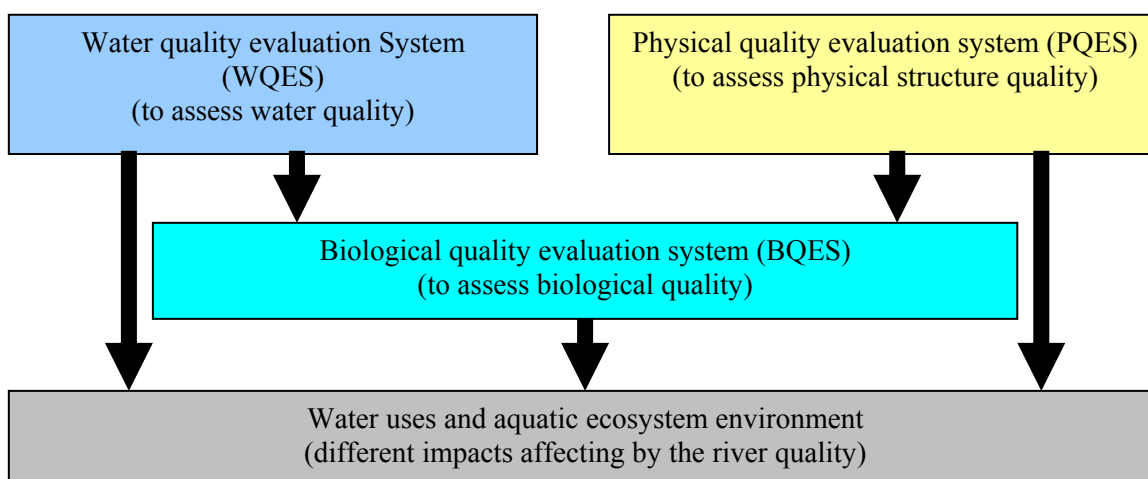 Water quality evaluation System
(WQES)
(to assess water quality)
Physical quality evaluation system (PQES)
(to assess physical structure quality)
Biological quality evaluation system (BQES)
(to assess biological quality)
Water uses and aquatic ecosystem environment
(different impacts affecting by the river quality)